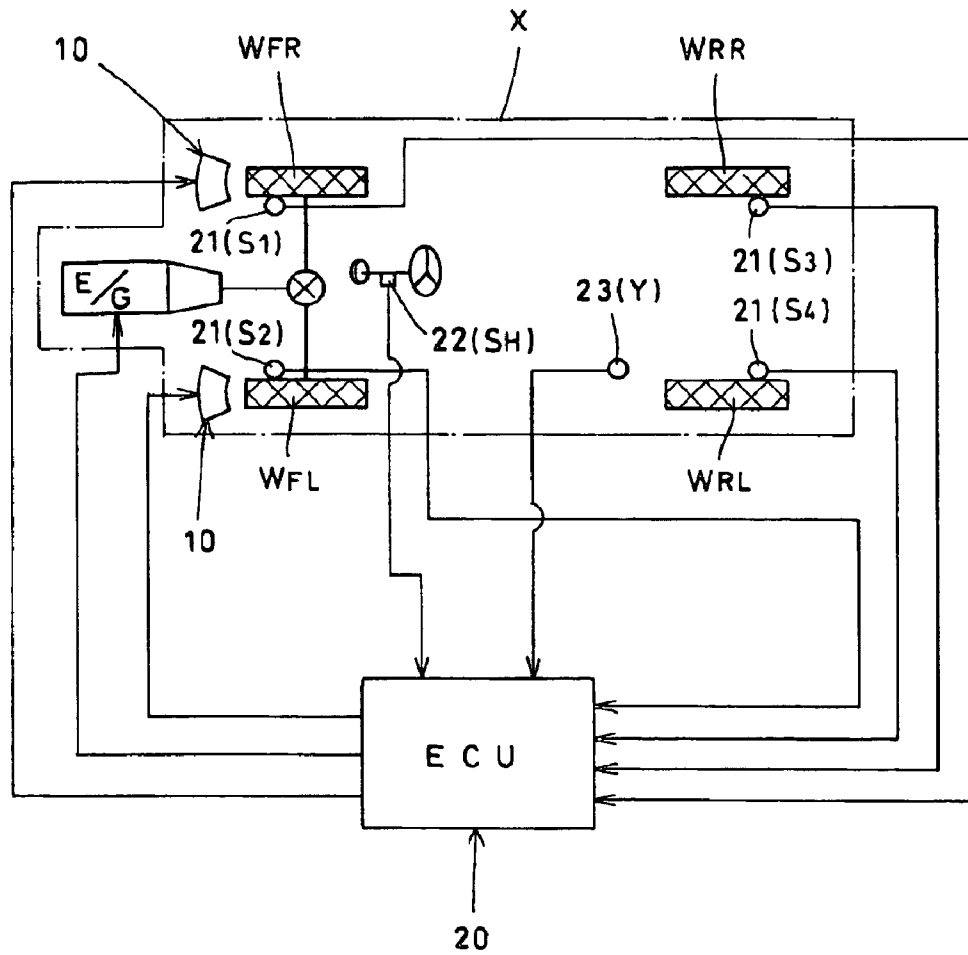 X
10
WFR
WRR
21(S1)
21(S3)
E/G
23(Y)
21(S2)
22(SH)
21(S4)
WFL
WRL
10
ECU
20